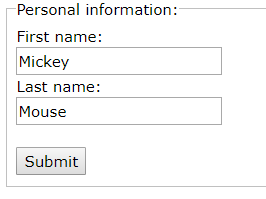 Personal information:
First name:
Mickey
Last name:
Mouse
Submit